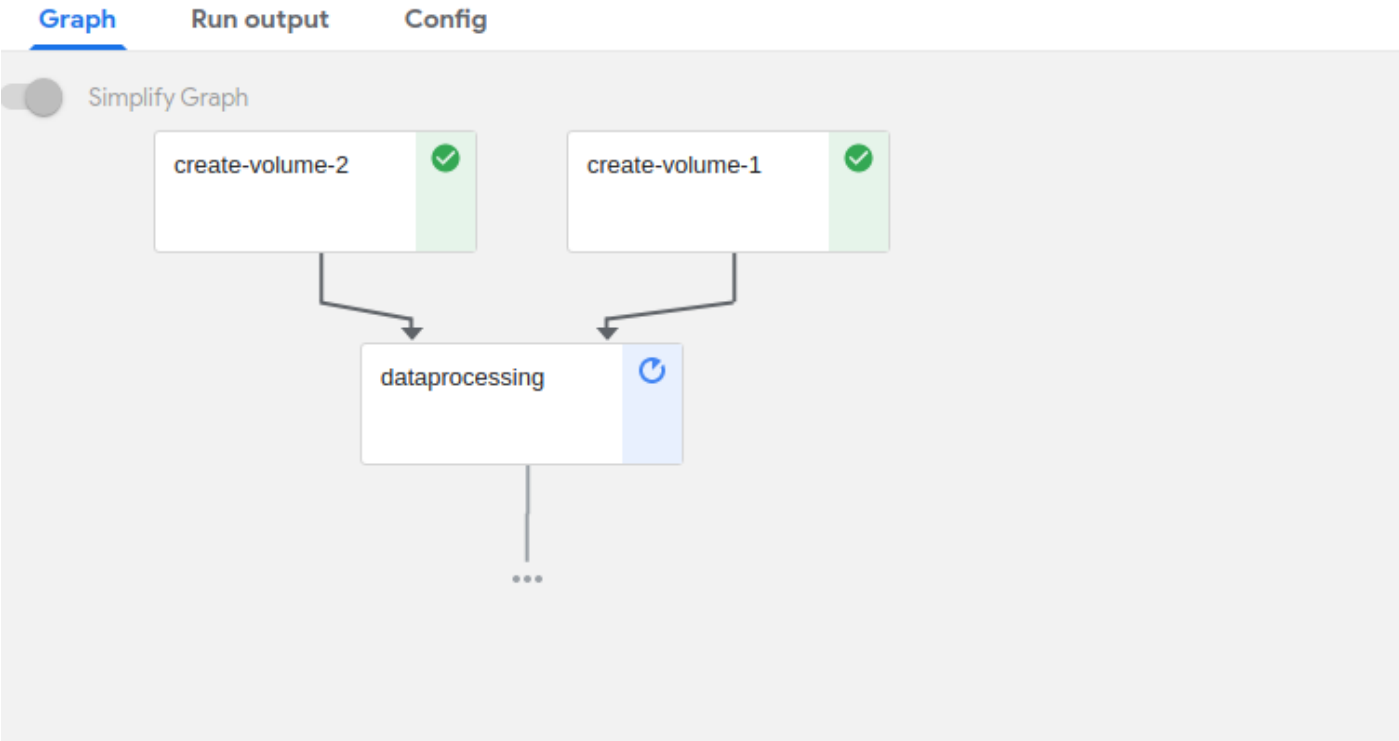 Graph Run output Config
Simplify Graph
create-volume-2 create-volume-1
dataprocessing